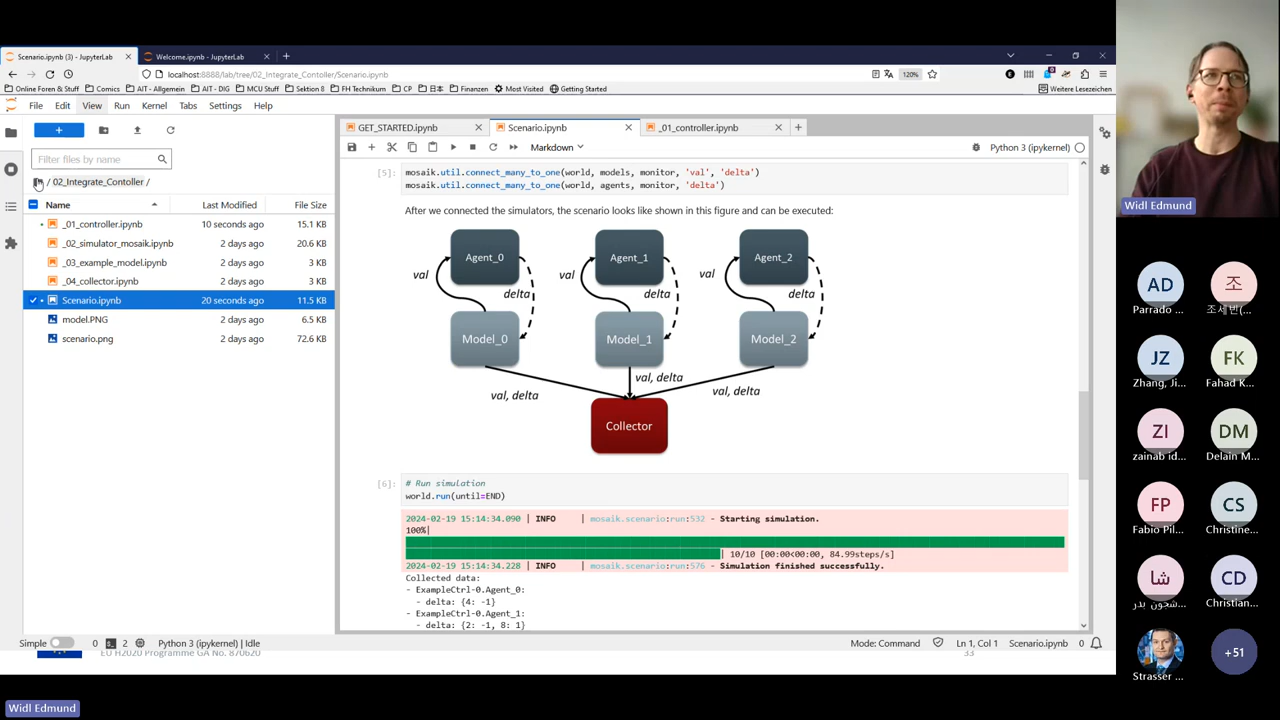 Scenario.ipynb (3) - JupyterLab
Welcome.ipynb - JupyterLab
localhost:8888/lab/tree/02_Integrate_Contoller/Scenario.ipynb
120%
Online Foren & Stuff
Comics
AIT - Allgemein
AIT - DIG
MCU Stuff
Sektion 8
FH Technikum
CP
日本
Finanzen
Most Visited
Getting Started
Weitere Lesezeichen
File Edit View Run Kernel Tabs Settings Help
Filter files by name
/ 02_Integrate_Contoller /
Name Last Modified File Size
_01_controller.ipynb 10 seconds ago 15.1 KB
_02_simulator_mosaik.ipynb 2 days ago 20.6 KB
_03_example_model.ipynb 2 days ago 3 KB
_04_collector.ipynb 2 days ago 3 KB
Scenario.ipynb 20 seconds ago 11.5 KB
model.PNG 2 days ago 6.5 KB
scenario.png 2 days ago 72.6 KB
GET_STARTED.ipynb
Scenario.ipynb
_01_controller.ipynb
Markdown
Python 3 (ipykernel)
[5]: mosaik.util.connect_many_to_one(world, models, monitor, 'val', 'delta')
mosaik.util.connect_many_to_one(world, agents, monitor, 'delta')
After we connected the simulators, the scenario looks like shown in this figure and can be executed:
Agent_0 Agent_1 Agent_2
val val val
delta delta delta
Model_0 Model_1 Model_2
val, delta val, delta val, delta
Collector
[6]: # Run simulation
world.run(until=END)
2024-02-19 15:14:34.090 | INFO | mosaik.scenario:run:532 - Starting simulation.
100%|
| 10/10 [00:00<00:00, 84.99steps/s]
2024-02-19 15:14:34.228 | INFO | mosaik.scenario:run:576 - Simulation finished successfully.
Collected data:
- ExampleCtrl-0.Agent_0:
- delta: {4: -1}
- ExampleCtrl-0.Agent_1:
- delta: {2: -1, 8: 1}
Simple 0 2 Python 3 (ipykernel) | Idle
Mode: Command Ln 1, Col 1 Scenario.ipynb 0
EU H2020 Programme GA No. 870620
33
Widl Edmund
Widl Edmund
AD
Parrado ...
조
조세빈(...
JZ
Zhang, Ji...
FK
Fahad K...
ZI
zainab id...
DM
Delain M...
FP
Fabio Pil...
CS
Christine...
شا
شجون بدر...
CD
Christian...
Strasser ...
+51